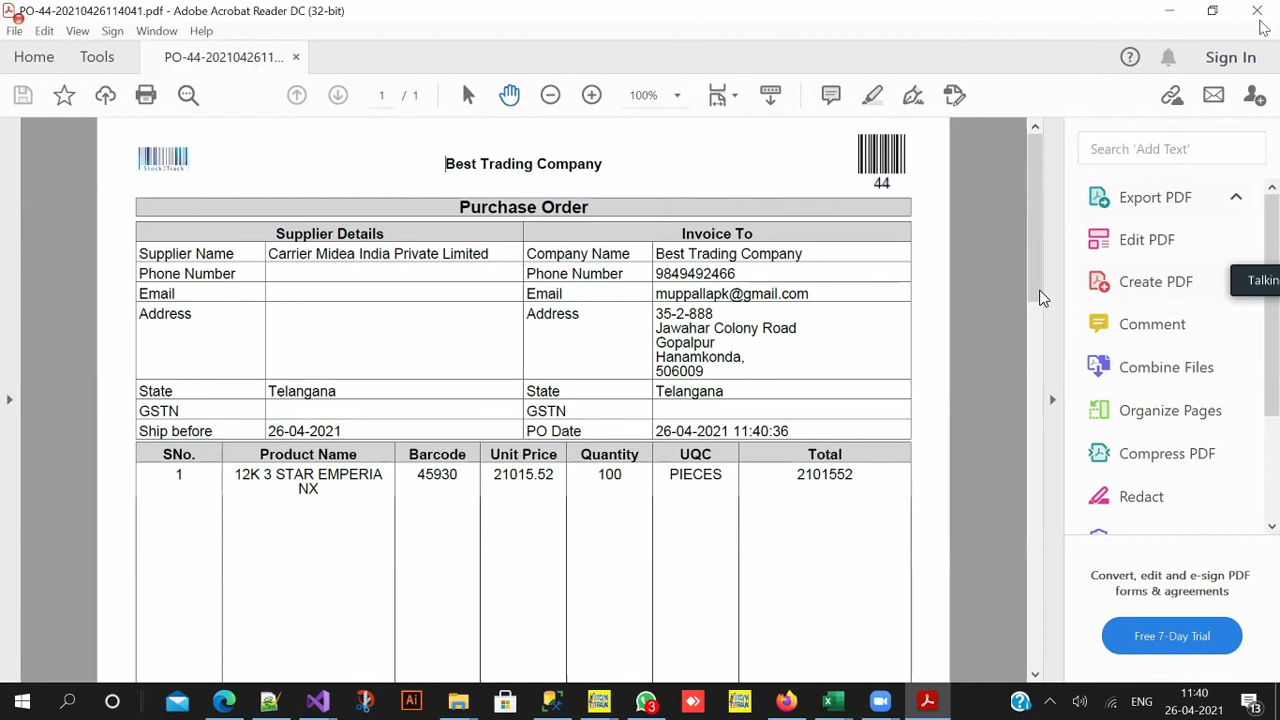 PO-44-20210426114041.pdf - Adobe Acrobat Reader DC (32-bit)
File Edit View Sign Window Help
Home Tools PO-44-2021042611... ×
Sign In
1 / 1 100%
Stock2Track
Best Trading Company
44
Purchase Order
Supplier Details Invoice To
Supplier Name Carrier Midea India Private Limited Company Name Best Trading Company
Phone Number Phone Number 9849492466
Email Email muppallapk@gmail.com
Address Address 35-2-888
Jawahar Colony Road
Gopalpur
Hanamkonda,
506009
State Telangana State Telangana
GSTN GSTN
Ship before 26-04-2021 PO Date 26-04-2021 11:40:36
SNo. Product Name Barcode Unit Price Quantity UQC Total
1 12K 3 STAR EMPERIA 45930 21015.52 100 PIECES 2101552
NX
Search 'Add Text'
Export PDF
Edit PDF
Create PDF
Talkin
Comment
Combine Files
Organize Pages
Compress PDF
Redact
Convert, edit and e-sign PDF
forms & agreements
Free 7-Day Trial
Ai
3
ENG
11:40
26-04-2021
13